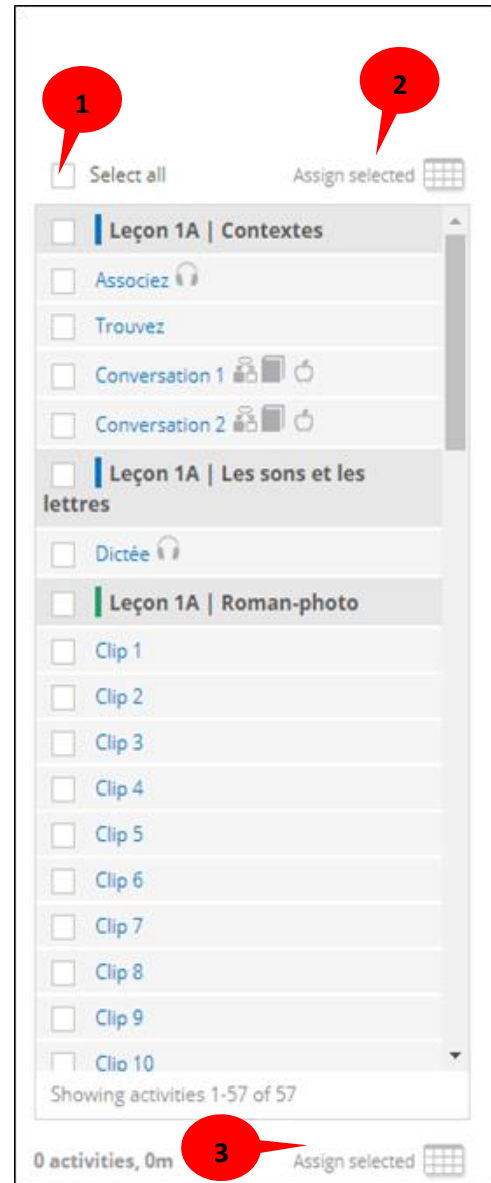 1
2
Select all Assign selected
Leçon 1A | Contextes
Associez
Trouvez
Conversation 1
Conversation 2
Leçon 1A | Les sons et les
lettres
Dictée
Leçon 1A | Roman-photo
Clip 1
Clip 2
Clip 3
Clip 4
Clip 5
Clip 6
Clip 7
Clip 8
Clip 9
Clip 10
Showing activities 1-57 of 57
0 activities, 0m 3 Assign selected